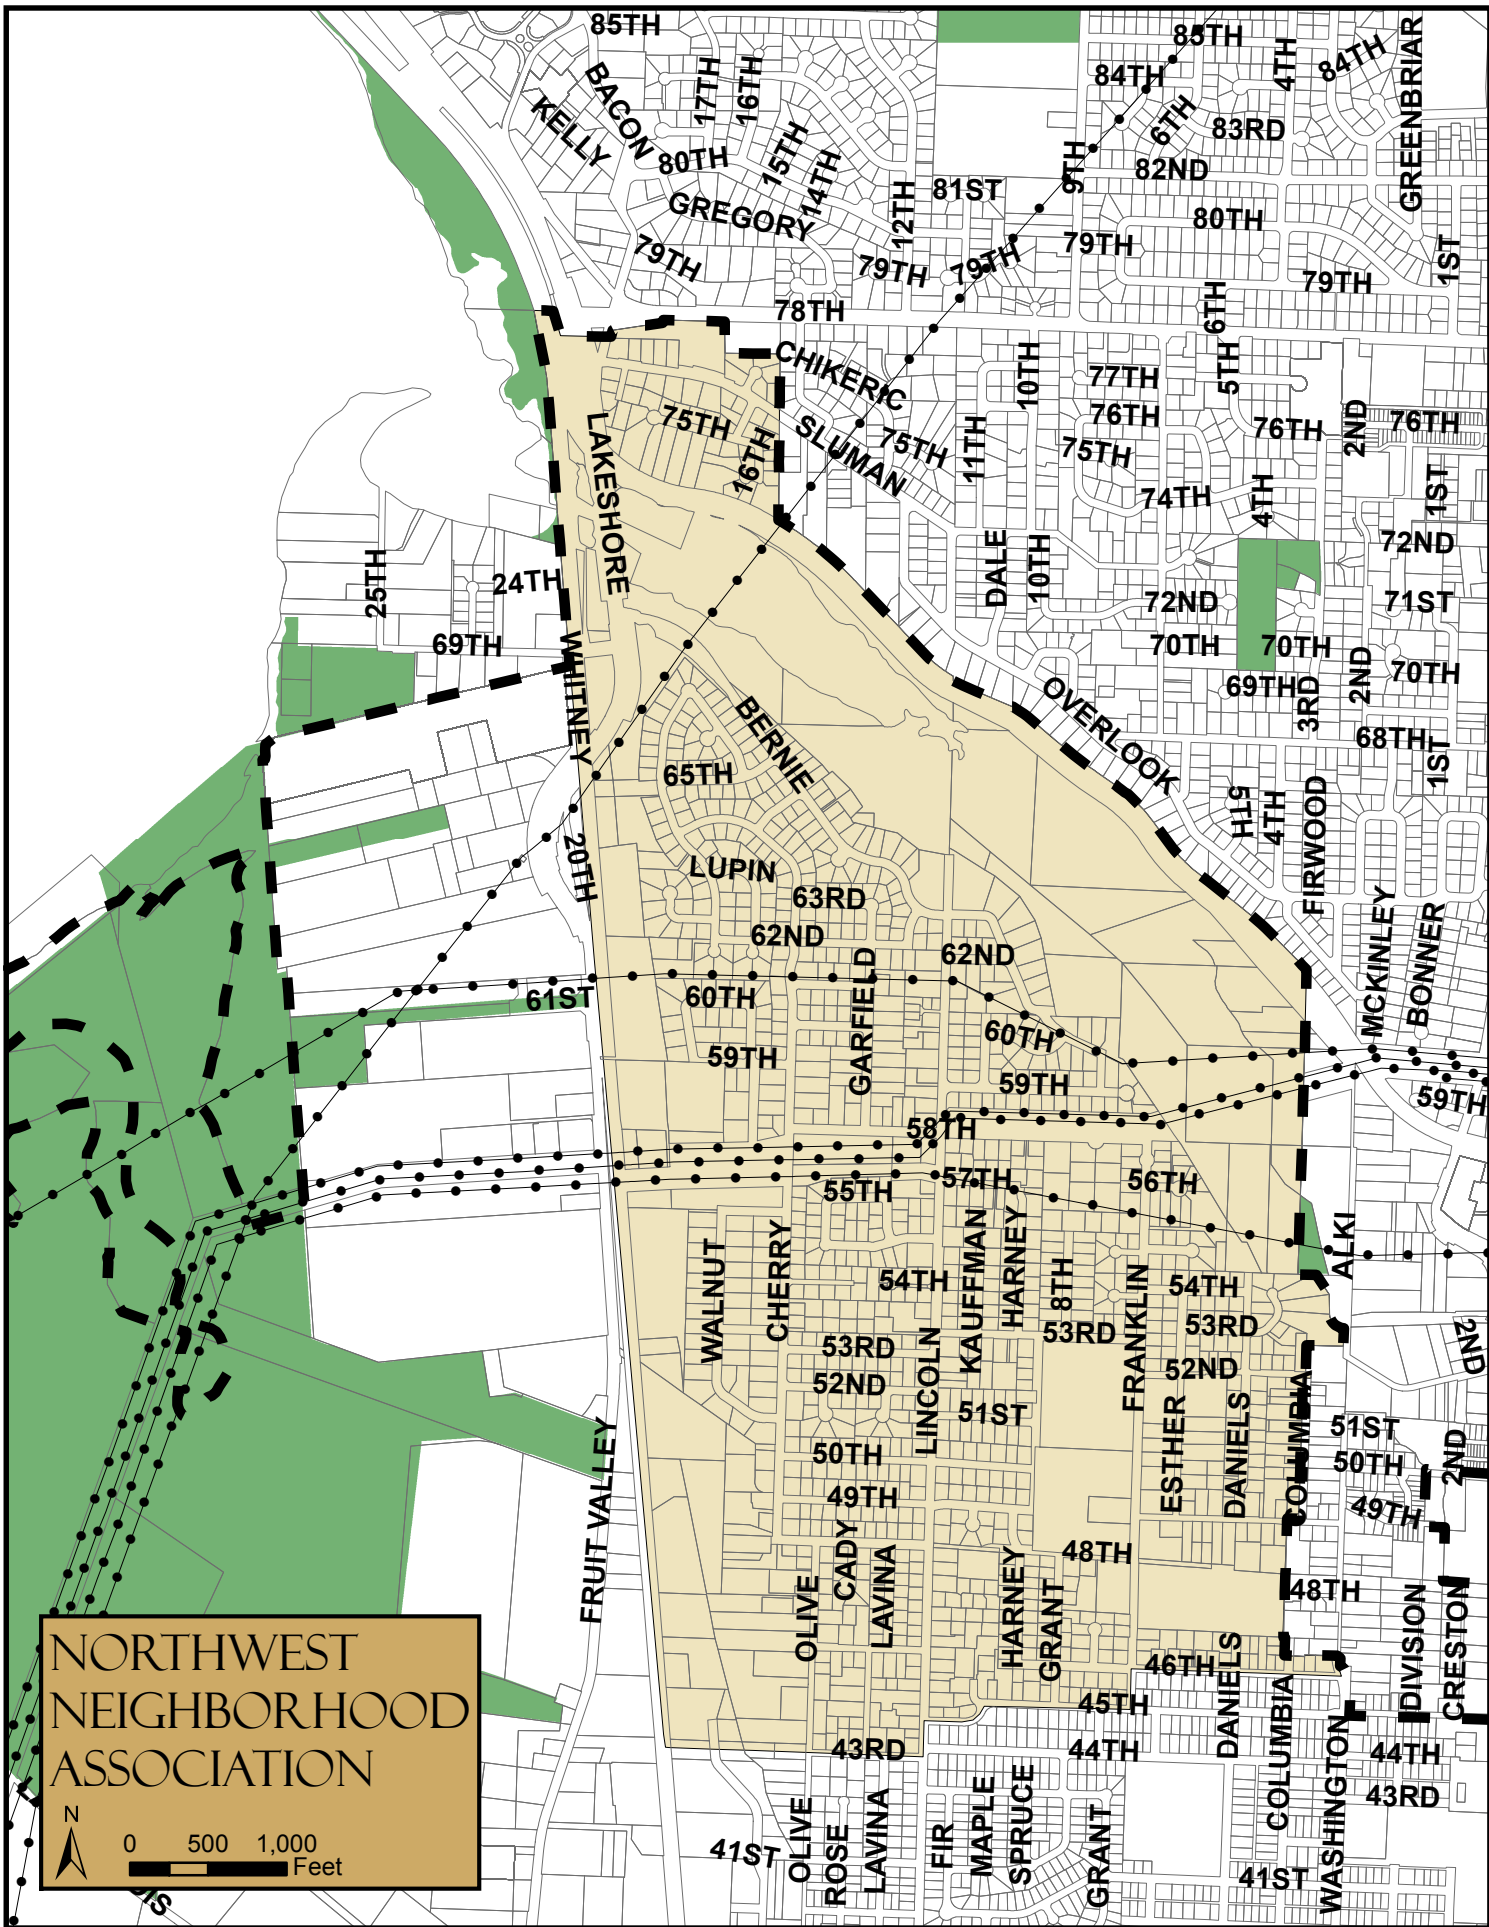 85TH
85TH
4TH
84TH
GREENBRIAR
BACON
17TH
16TH
84TH
KELLY
6TH
83RD
80TH
15TH
14TH
9TH
82ND
81ST
12TH
GREGORY
80TH
79TH
79TH
79TH
79TH
79TH
1ST
78TH
6TH
CHIKERIC
10TH
5TH
77TH
76TH
76TH
76TH
2ND
LAKESHORE
75TH
16TH
SLUMAN
75TH
11TH
75TH
74TH
4TH
1ST
72ND
25TH
24TH
DALE
10TH
72ND
71ST
69TH
WHITNEY
70TH
70TH
2ND
70TH
OVERLOOK
69TH
3RD
BERNIE
68TH
1ST
65TH
5TH
4TH
FIRWOOD
20TH
LUPIN
63RD
62ND
62ND
MCKINLEY
BONNER
61ST
60TH
GARFIELD
60TH
59TH
59TH
59TH
58TH
57TH
56TH
55TH
WALNUT
CHERRY
KAUFFMAN
HARNEY
8TH
ALKI
54TH
54TH
FRANKLIN
53RD
53RD
53RD
2ND
52ND
LINCOLN
52ND
51ST
ESTHER
DANIELS
COLUMBIA
51ST
50TH
50TH
2ND
FRUIT VALLEY
49TH
49TH
CADY
LAVINA
48TH
48TH
OLIVE
HARNEY
GRANT
DIVISION
CRESTON
46TH
DANIELS
45TH
COLUMBIA
43RD
44TH
WASHINGTON
44TH
43RD
41ST
OLIVE
ROSE
LAVINA
FIR
MAPLE
SPRUCE
GRANT
41ST
NORTHWEST
NEIGHBORHOOD
ASSOCIATION
N
0 500 1,000
Feet